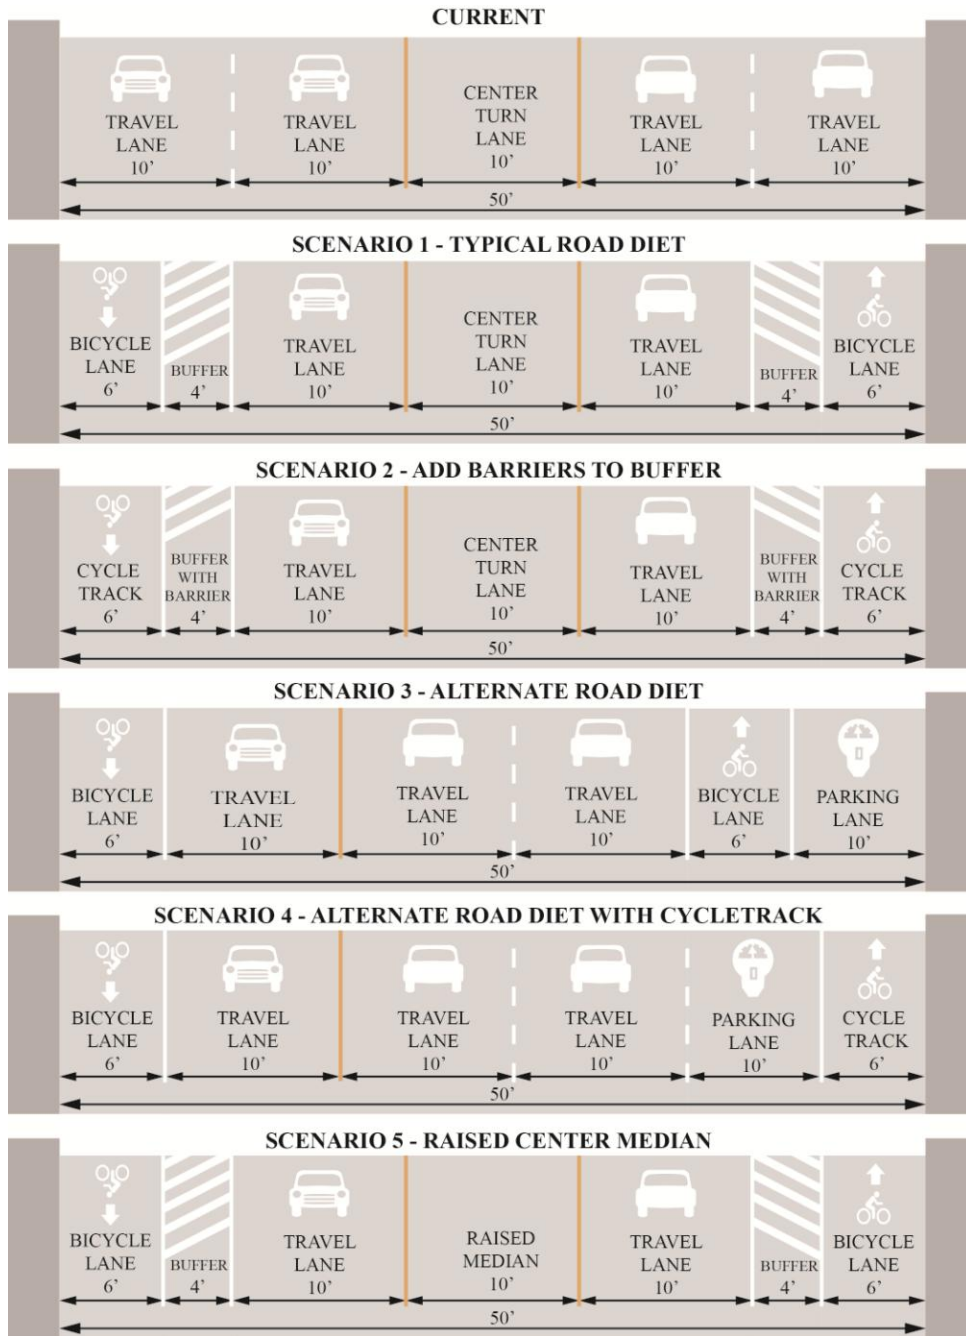 CURRENT
TRAVEL LANE 10’
TRAVEL LANE 10’
CENTER TURN LANE 10’
TRAVEL LANE 10’
TRAVEL LANE 10’
50’
SCENARIO 1 - TYPICAL ROAD DIET
BICYCLE LANE 6’
BUFFER 4’
TRAVEL LANE 10’
CENTER TURN LANE 10’
TRAVEL LANE 10’
BUFFER 4’
BICYCLE LANE 6’
50’
SCENARIO 2 - ADD BARRIERS TO BUFFER
CYCLE TRACK 6’
BUFFER WITH BARRIER 4’
TRAVEL LANE 10’
CENTER TURN LANE 10’
TRAVEL LANE 10’
BUFFER WITH BARRIER 4’
CYCLE TRACK 6’
50’
SCENARIO 3 - ALTERNATE ROAD DIET
BICYCLE LANE 6’
TRAVEL LANE 10’
TRAVEL LANE 10’
TRAVEL LANE 10’
BICYCLE LANE 6’
PARKING LANE 10’
50’
SCENARIO 4 - ALTERNATE ROAD DIET WITH CYCLETRACK
BICYCLE LANE 6’
TRAVEL LANE 10’
TRAVEL LANE 10’
TRAVEL LANE 10’
PARKING LANE 10’
CYCLE TRACK 6’
50’
SCENARIO 5 - RAISED CENTER MEDIAN
BICYCLE LANE 6’
BUFFER 4’
TRAVEL LANE 10’
RAISED MEDIAN 10’
TRAVEL LANE 10’
BUFFER 4’
BICYCLE LANE 6’
50’